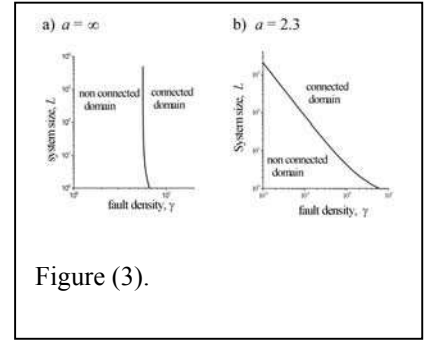 a) a = ∞
b) a = 2.3
system size, L
non connected
domain
connected
domain
fault density, γ
System size, L
connected
domain
non connected
domain
fault density, γ
Figure (3).